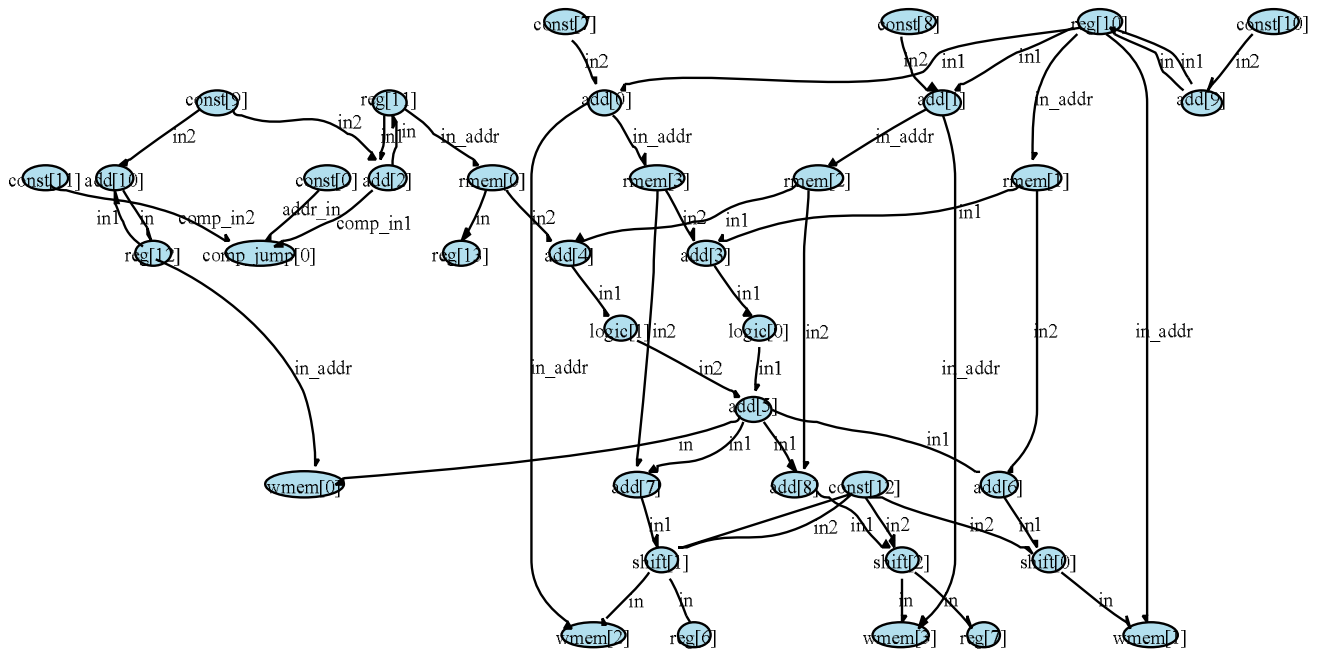 const[7] const[8] reg[10] const[10]
in2 in2 in1 in1 in in1 in2
const[9] reg[11] add[0] add[1] in_addr add[9]
in2 in2 in1 in in_addr in_addr in_addr
const[11] add[10] const[0] add[2] rmem[0] rmem[3] rmem[2] rmem[1]
in1 in comp_in2 addr_in comp_in1 in in2 in2 in1 in1
reg[12] comp_jump[0] reg[13] add[4] add[3]
in1 in1
logic[1] in2 logic[0] in2 in2 in_addr
in_addr in_addr in2 in1 in_addr
add[5]
in in1 in1 in1
wmem[0] add[7] add[8] const[12] add[6]
in1 in2 in1 in2 in2 in1
shift[1] shift[2] shift[0]
in in in in in
wmem[2] reg[6] wmem[3] reg[7] wmem[1]